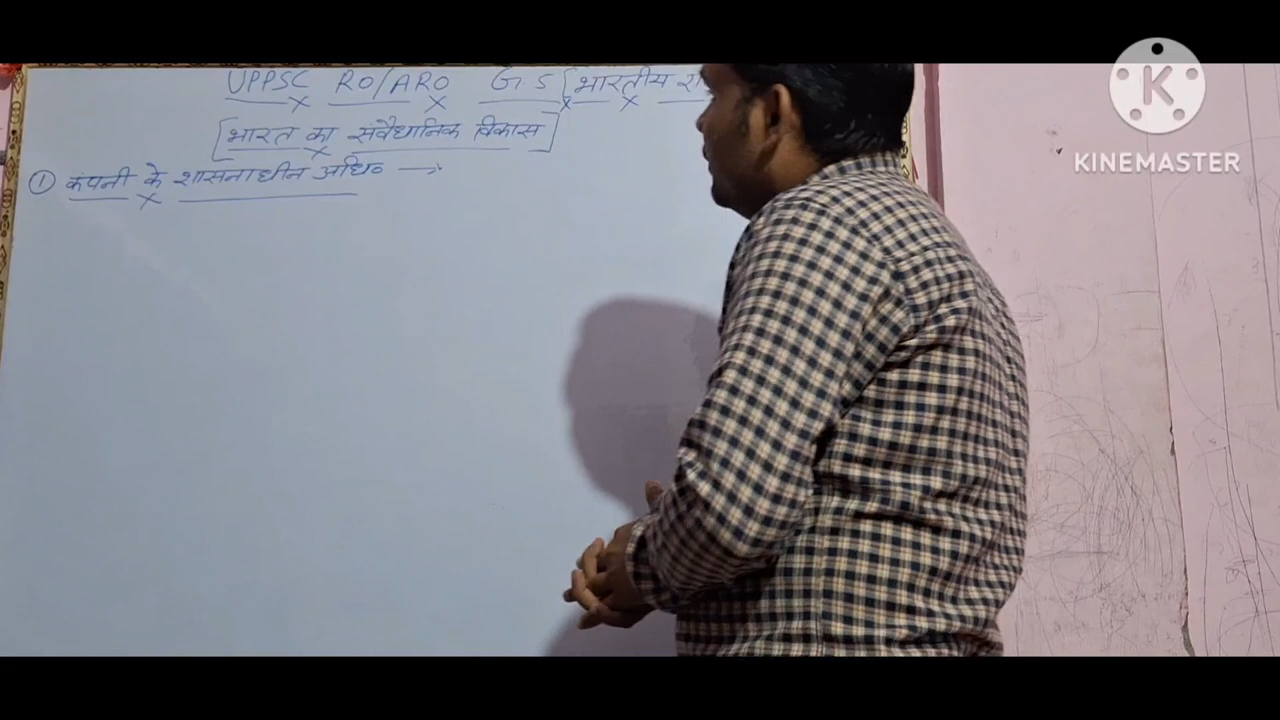 UPPSC RO/ARO G.S [भारतीय
[भारत का संवैधानिक विकास]
① कंपनी के शासनाधीन अधि० →
KINEMASTER